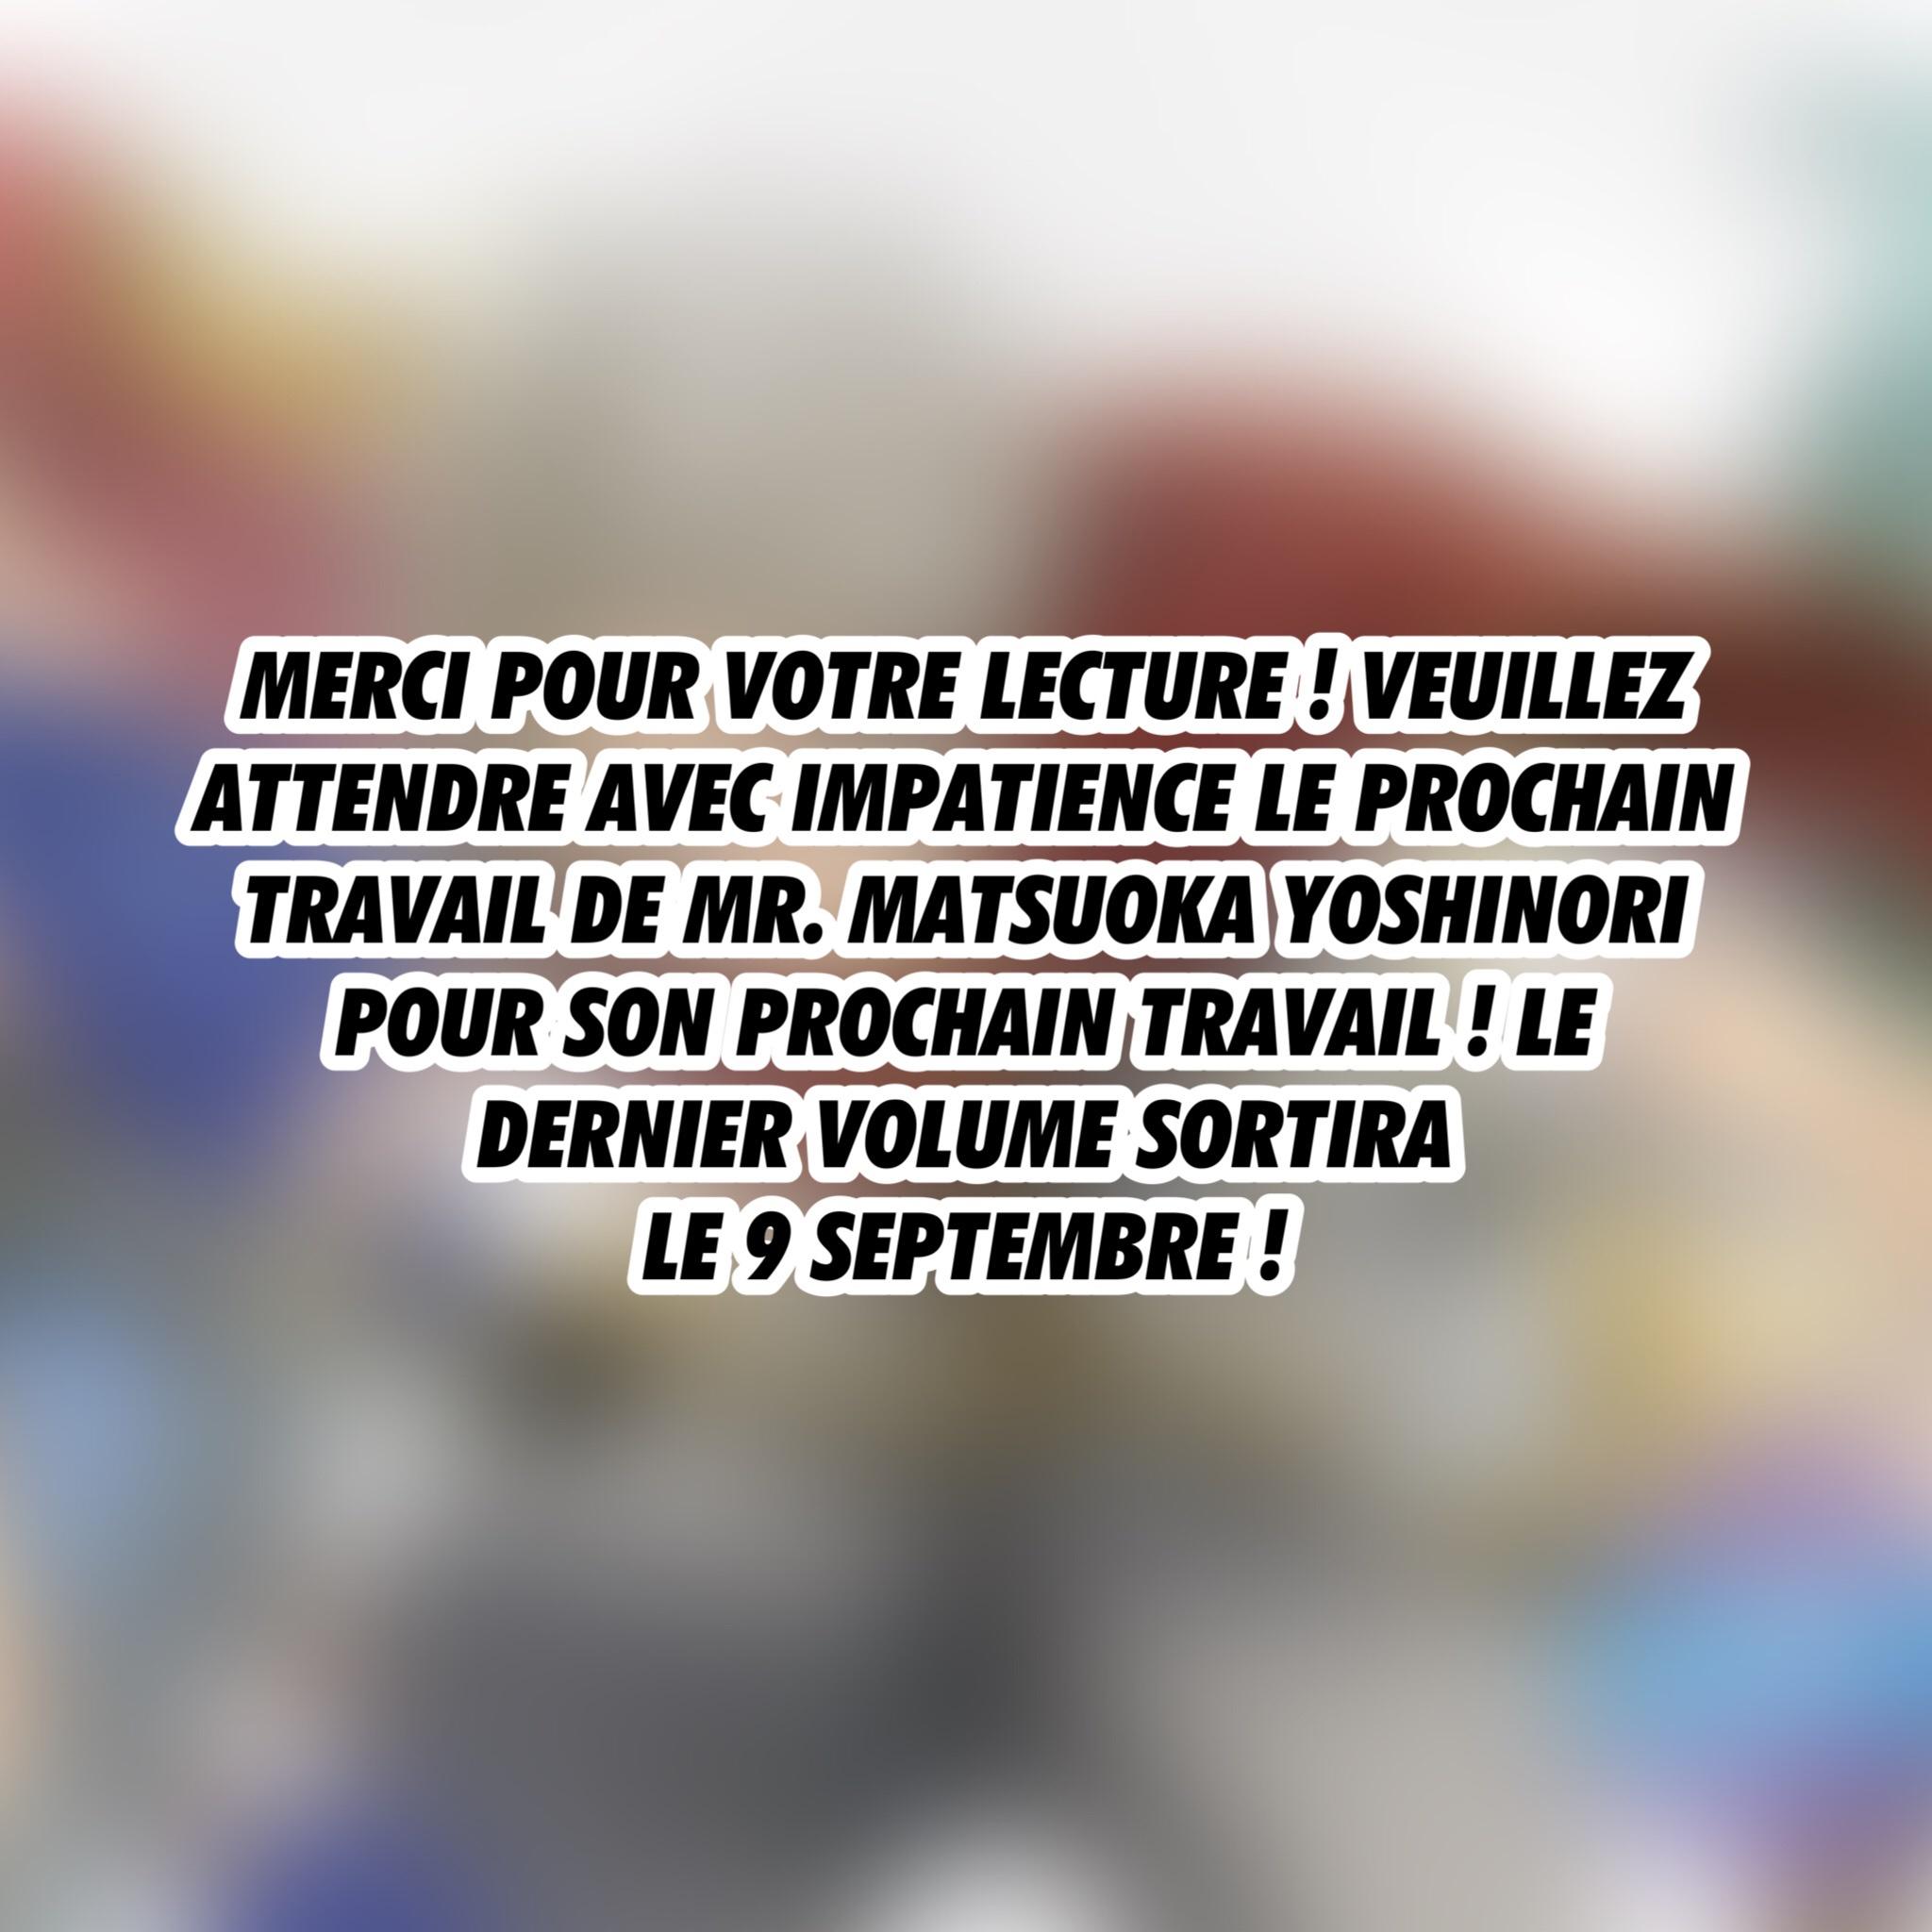 MERCI POUR VOTRE LECTURE ! VEUILLEZ
ATTENDRE AVEC IMPATIENCE LE PROCHAIN
TRAVAIL DE MR. MATSUOKA YOSHINORI
POUR SON PROCHAIN TRAVAIL ! LE
DERNIER VOLUME SORTIRA
LE 9 SEPTEMBRE !